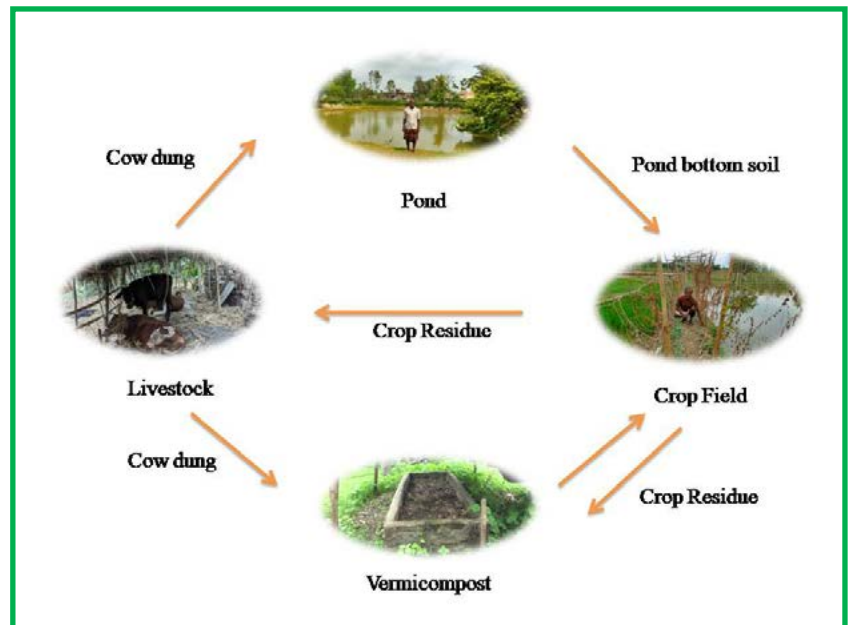 Cow dung
Pond bottom soil
Pond
Crop Residue
Livestock
Crop Field
Cow dung
Crop Residue
Vermicompost